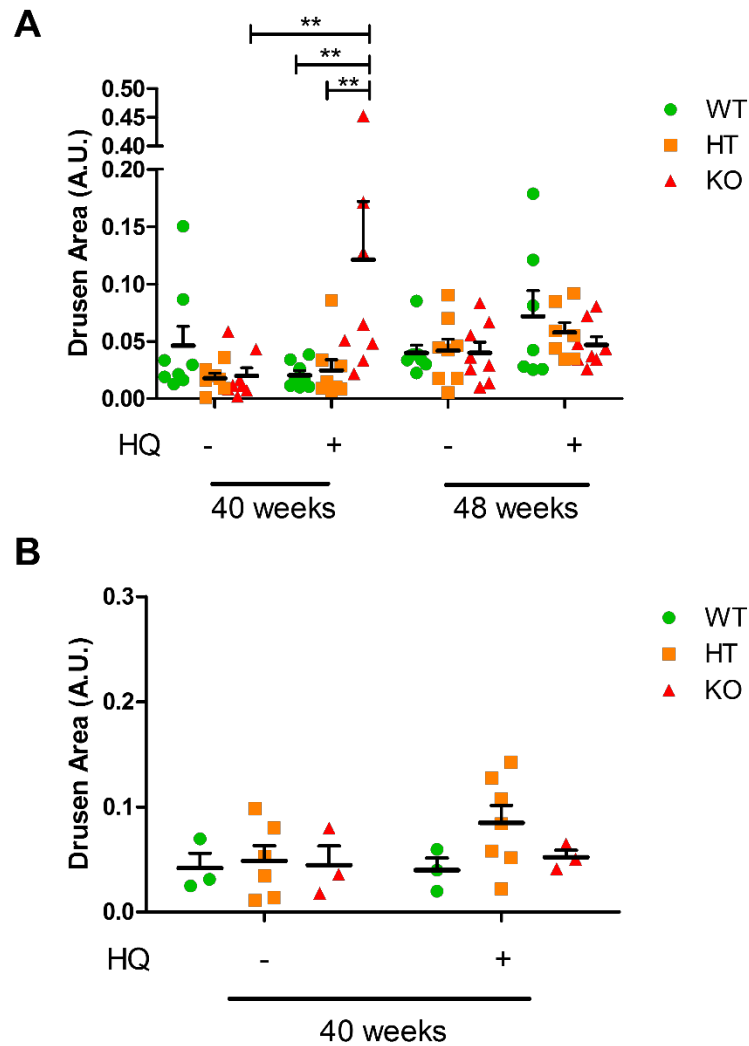 A
**
**
**
0.50
0.45
0.40
0.20
0.15
0.10
0.05
0.00
Drusen Area (A.U.)
WT
HT
KO
HQ - + - +
40 weeks 48 weeks
B
0.3
0.2
0.1
0.0
Drusen Area (A.U.)
WT
HT
KO
HQ - +
40 weeks